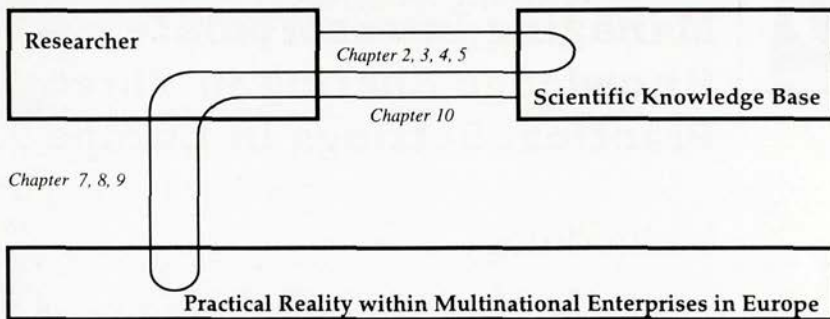 Researcher
Chapter 2, 3, 4, 5
Scientific Knowledge Base
Chapter 10
Chapter 7, 8, 9
Practical Reality within Multinational Enterprises in Europe